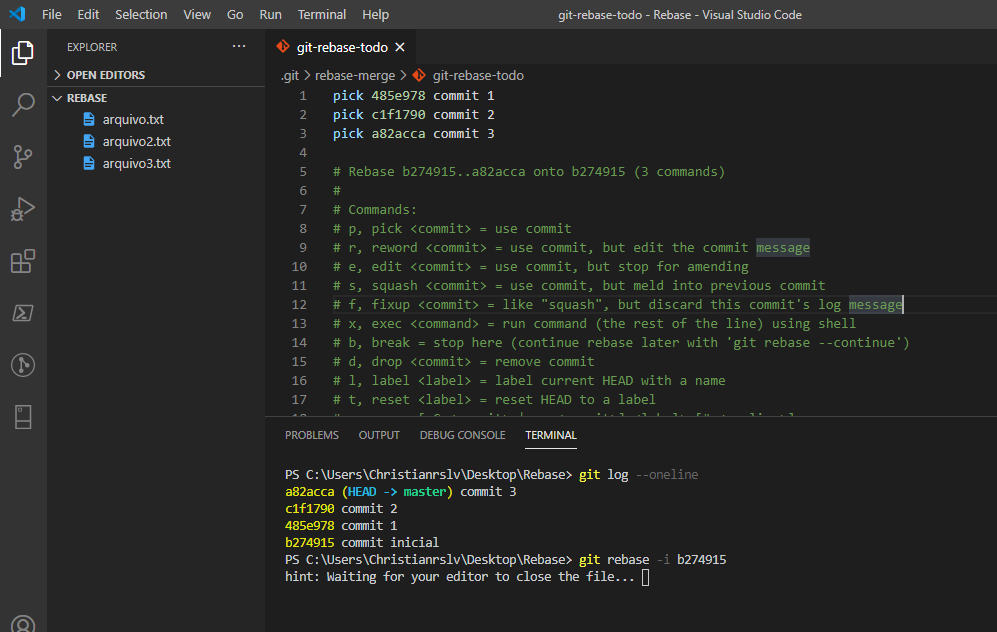 File Edit Selection View Go Run Terminal Help git-rebase-todo - Rebase - Visual Studio Code
EXPLORER ...
OPEN EDITORS
REBASE
arquivo.txt
arquivo2.txt
arquivo3.txt
git-rebase-todo
.git > rebase-merge > git-rebase-todo
1 pick 485e978 commit 1
2 pick c1f1790 commit 2
3 pick a82acca commit 3
4
5 # Rebase b274915..a82acca onto b274915 (3 commands)
6 #
7 # Commands:
8 # p, pick <commit> = use commit
9 # r, reword <commit> = use commit, but edit the commit message
10 # e, edit <commit> = use commit, but stop for amending
11 # s, squash <commit> = use commit, but meld into previous commit
12 # f, fixup <commit> = like "squash", but discard this commit's log message
13 # x, exec <command> = run command (the rest of the line) using shell
14 # b, break = stop here (continue rebase later with 'git rebase --continue')
15 # d, drop <commit> = remove commit
16 # l, label <label> = label current HEAD with a name
17 # t, reset <label> = reset HEAD to a label
PROBLEMS OUTPUT DEBUG CONSOLE TERMINAL
PS C:\Users\Christianrslv\Desktop\Rebase> git log --oneline
a82acca (HEAD -> master) commit 3
c1f1790 commit 2
485e978 commit 1
b274915 commit inicial
PS C:\Users\Christianrslv\Desktop\Rebase> git rebase -i b274915
hint: Waiting for your editor to close the file...